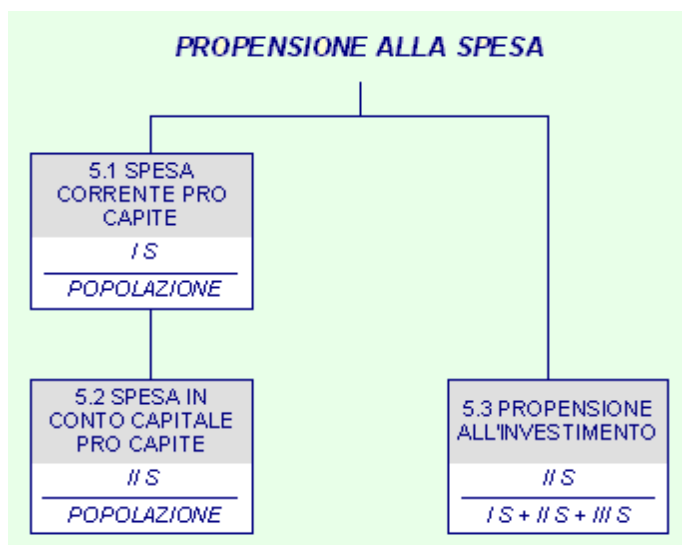 PROPENSIONE ALLA SPESA
5.1 SPESA
CORRENTE PRO
CAPITE
I S
POPOLAZIONE
5.2 SPESA IN
CONTO CAPITALE
PRO CAPITE
II S
POPOLAZIONE
5.3 PROPENSIONE
ALL'INVESTIMENTO
II S
I S + II S + III S